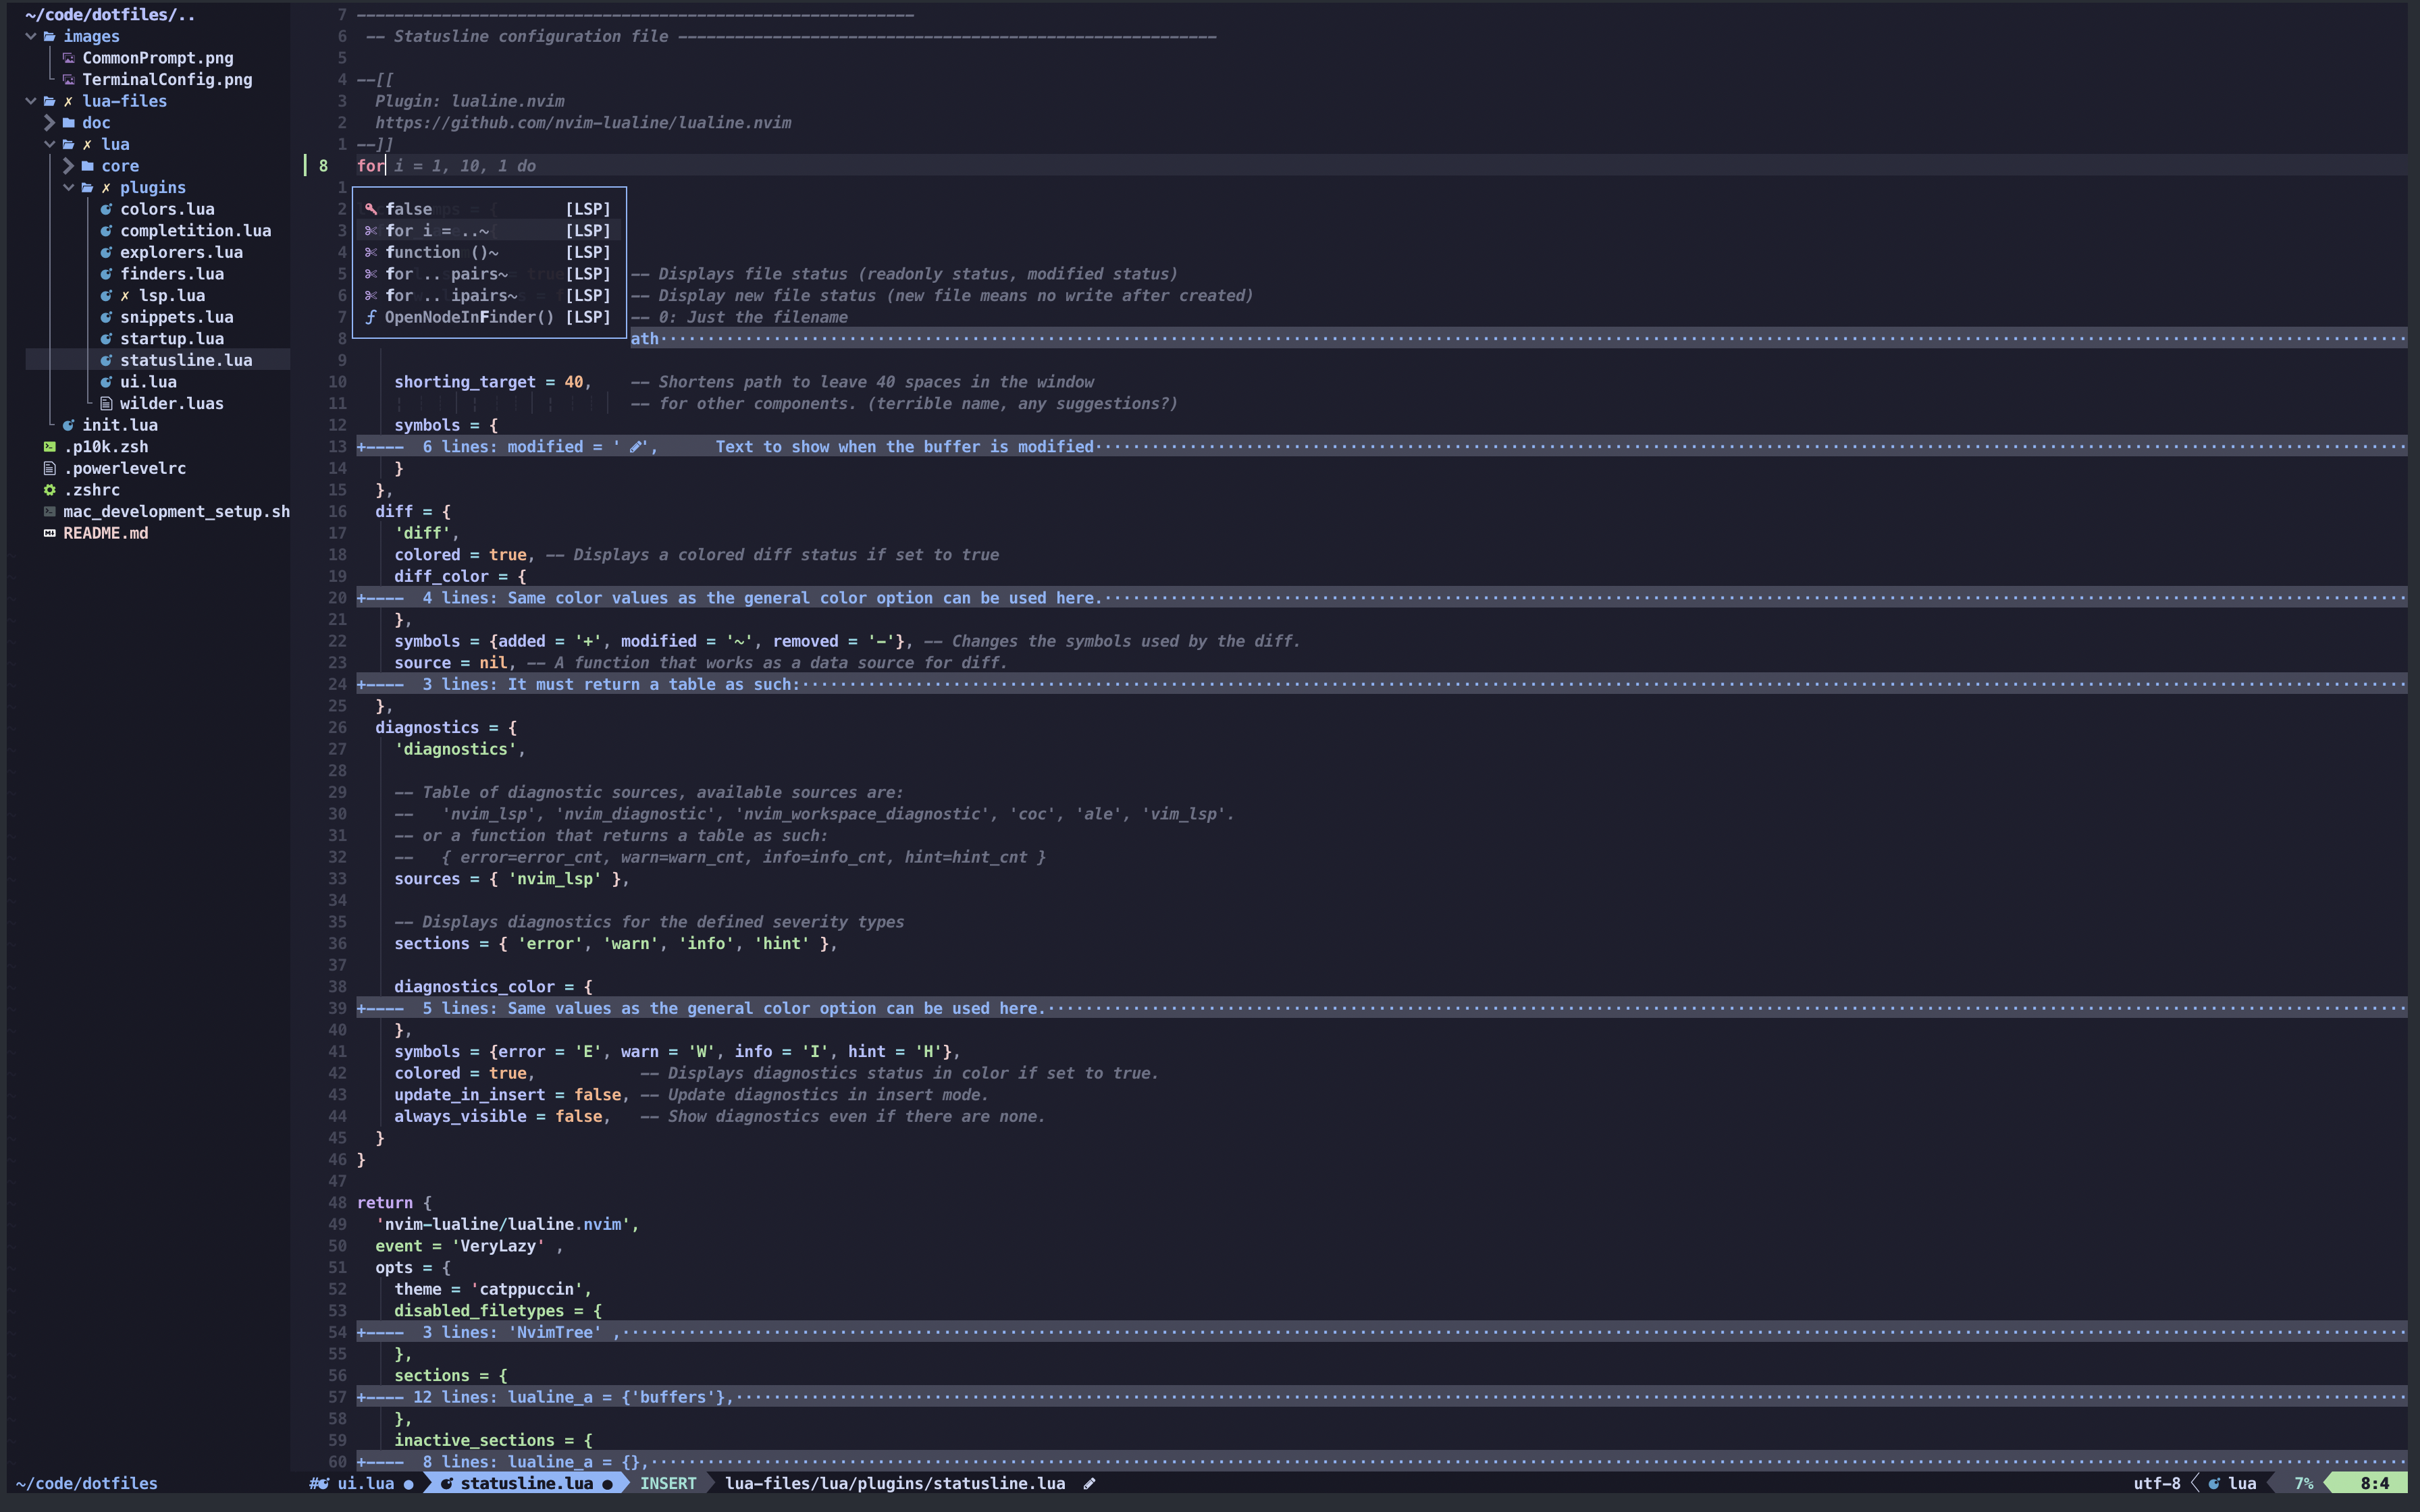 ~/code/dotfiles/..
images
CommonPrompt.png
TerminalConfig.png
✗ lua-files
doc
✗ lua
core
✗ plugins
colors.lua
completition.lua
explorers.lua
finders.lua
✗ lsp.lua
snippets.lua
startup.lua
statusline.lua
ui.lua
wilder.luas
init.lua
.p10k.zsh
.powerlevelrc
.zshrc
mac_development_setup.sh
README.md
7 -------------------------------------------------------------------------------------------
6 -- Statusline configuration file ---------------------------------------------------------
5
4 --[[
3 Plugin: lualine.nvim
2 https://github.com/nvim-lualine/lualine.nvim
1 --]]
8 for i = 1, 10, 1 do
1
2 false [LSP]
3 for i = ..~ [LSP]
4 function ()~ [LSP]
5 for .. pairs~ [LSP] -- Displays file status (readonly status, modified status)
6 for .. ipairs~ [LSP] -- Display new file status (new file means no write after created)
7 OpenNodeInFinder() [LSP] -- 0: Just the filename
8 ath
9
10 shorting_target = 40, -- Shortens path to leave 40 spaces in the window
11 -- for other components. (terrible name, any suggestions?)
12 symbols = {
13 +---- 6 lines: modified = ' ', Text to show when the buffer is modified
14 }
15 },
16 diff = {
17 'diff',
18 colored = true, -- Displays a colored diff status if set to true
19 diff_color = {
20 +---- 4 lines: Same color values as the general color option can be used here.
21 },
22 symbols = {added = '+', modified = '~', removed = '-'}, -- Changes the symbols used by the diff.
23 source = nil, -- A function that works as a data source for diff.
24 +---- 3 lines: It must return a table as such:
25 },
26 diagnostics = {
27 'diagnostics',
28
29 -- Table of diagnostic sources, available sources are:
30 -- 'nvim_lsp', 'nvim_diagnostic', 'nvim_workspace_diagnostic', 'coc', 'ale', 'vim_lsp'.
31 -- or a function that returns a table as such:
32 -- { error=error_cnt, warn=warn_cnt, info=info_cnt, hint=hint_cnt }
33 sources = { 'nvim_lsp' },
34
35 -- Displays diagnostics for the defined severity types
36 sections = { 'error', 'warn', 'info', 'hint' },
37
38 diagnostics_color = {
39 +---- 5 lines: Same values as the general color option can be used here.
40 },
41 symbols = {error = 'E', warn = 'W', info = 'I', hint = 'H'},
42 colored = true, -- Displays diagnostics status in color if set to true.
43 update_in_insert = false, -- Update diagnostics in insert mode.
44 always_visible = false, -- Show diagnostics even if there are none.
45 }
46 }
47
48 return {
49 'nvim-lualine/lualine.nvim',
50 event = 'VeryLazy' ,
51 opts = {
52 theme = 'catppuccin',
53 disabled_filetypes = {
54 +---- 3 lines: 'NvimTree' ,
55 },
56 sections = {
57 +---- 12 lines: lualine_a = {'buffers'},
58 },
59 inactive_sections = {
60 +---- 8 lines: lualine_a = {},
~/code/dotfiles # ui.lua ● statusline.lua ● INSERT lua-files/lua/plugins/statusline.lua utf-8 lua 7% 8:4